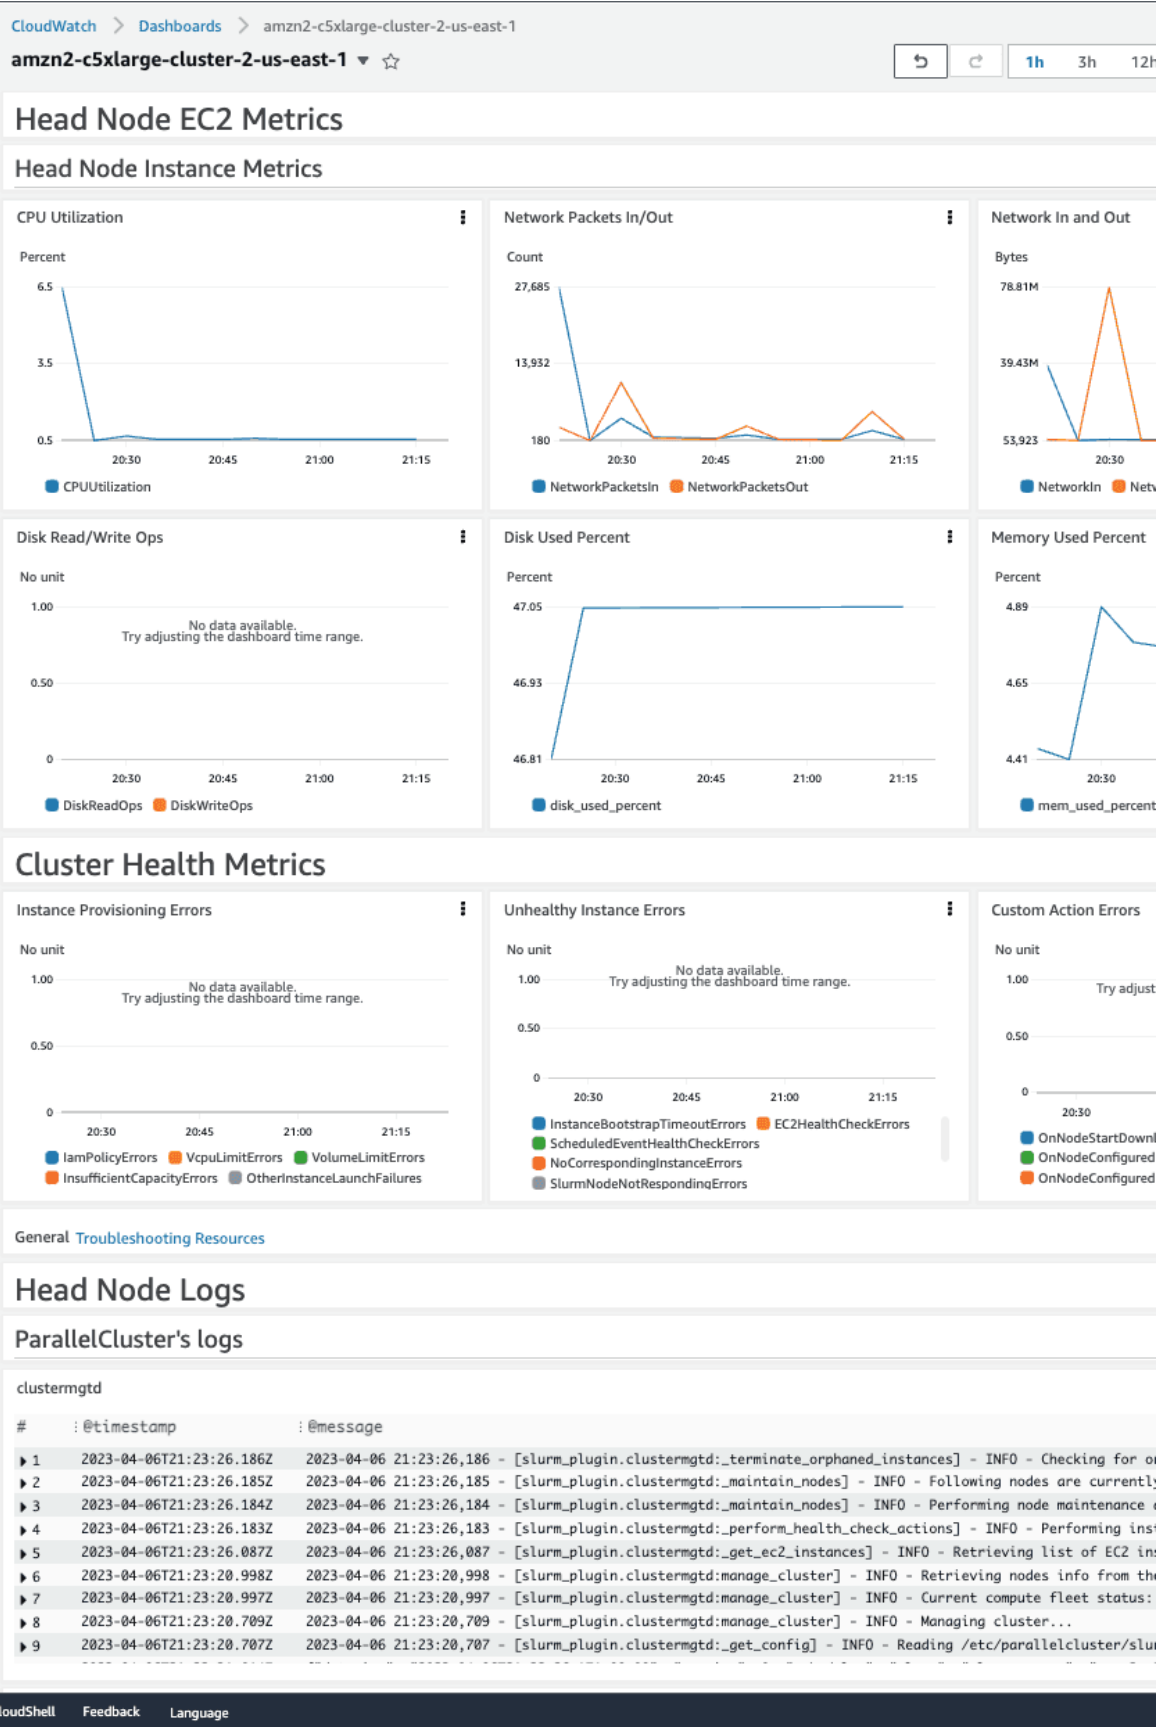 CloudWatch > Dashboards > amzn2-c5xlarge-cluster-2-us-east-1
amzn2-c5xlarge-cluster-2-us-east-1
1h 3h 12h
Head Node EC2 Metrics
Head Node Instance Metrics
CPU Utilization
Percent
6.5
3.5
0.5
20:30 20:45 21:00 21:15
CPUUtilization
Network Packets In/Out
Count
27,685
13,932
180
20:30 20:45 21:00 21:15
NetworkPacketsIn NetworkPacketsOut
Network In and Out
Bytes
78.81M
39.43M
53,923
20:30
NetworkIn Netw
Disk Read/Write Ops
No unit
1.00
No data available.
Try adjusting the dashboard time range.
0.50
0
20:30 20:45 21:00 21:15
DiskReadOps DiskWriteOps
Disk Used Percent
Percent
47.05
46.93
46.81
20:30 20:45 21:00 21:15
disk_used_percent
Memory Used Percent
Percent
4.89
4.65
4.41
20:30
mem_used_percent
Cluster Health Metrics
Instance Provisioning Errors
No unit
1.00
No data available.
Try adjusting the dashboard time range.
0.50
0
20:30 20:45 21:00 21:15
IamPolicyErrors VcpuLimitErrors VolumeLimitErrors
InsufficientCapacityErrors OtherInstanceLaunchFailures
Unhealthy Instance Errors
No unit
1.00
No data available.
Try adjusting the dashboard time range.
0.50
0
20:30 20:45 21:00 21:15
InstanceBootstrapTimeoutErrors EC2HealthCheckErrors
ScheduledEventHealthCheckErrors
NoCorrespondingInstanceErrors
SlurmNodeNotRespondingErrors
Custom Action Errors
No unit
1.00
Try adjust
0.50
0
20:30
OnNodeStartDownl
OnNodeConfigured
OnNodeConfigured
General Troubleshooting Resources
Head Node Logs
ParallelCluster's logs
clustermgtd
# @timestamp @message
1 2023-04-06T21:23:26.186Z 2023-04-06 21:23:26,186 - [slurm_plugin.clustermgtd:_terminate_orphaned_instances] - INFO - Checking for or
2 2023-04-06T21:23:26.185Z 2023-04-06 21:23:26,185 - [slurm_plugin.clustermgtd:_maintain_nodes] - INFO - Following nodes are currently
3 2023-04-06T21:23:26.184Z 2023-04-06 21:23:26,184 - [slurm_plugin.clustermgtd:_maintain_nodes] - INFO - Performing node maintenance
4 2023-04-06T21:23:26.183Z 2023-04-06 21:23:26,183 - [slurm_plugin.clustermgtd:_perform_health_check_actions] - INFO - Performing inst
5 2023-04-06T21:23:26.087Z 2023-04-06 21:23:26,087 - [slurm_plugin.clustermgtd:_get_ec2_instances] - INFO - Retrieving list of EC2 ins
6 2023-04-06T21:23:20.998Z 2023-04-06 21:23:20,998 - [slurm_plugin.clustermgtd:manage_cluster] - INFO - Retrieving nodes info from the
7 2023-04-06T21:23:20.997Z 2023-04-06 21:23:20,997 - [slurm_plugin.clustermgtd:manage_cluster] - INFO - Current compute fleet status:
8 2023-04-06T21:23:20.709Z 2023-04-06 21:23:20,709 - [slurm_plugin.clustermgtd:manage_cluster] - INFO - Managing cluster...
9 2023-04-06T21:23:20.707Z 2023-04-06 21:23:20,707 - [slurm_plugin.clustermgtd:_get_config] - INFO - Reading /etc/parallelcluster/slur
loudShell Feedback Language